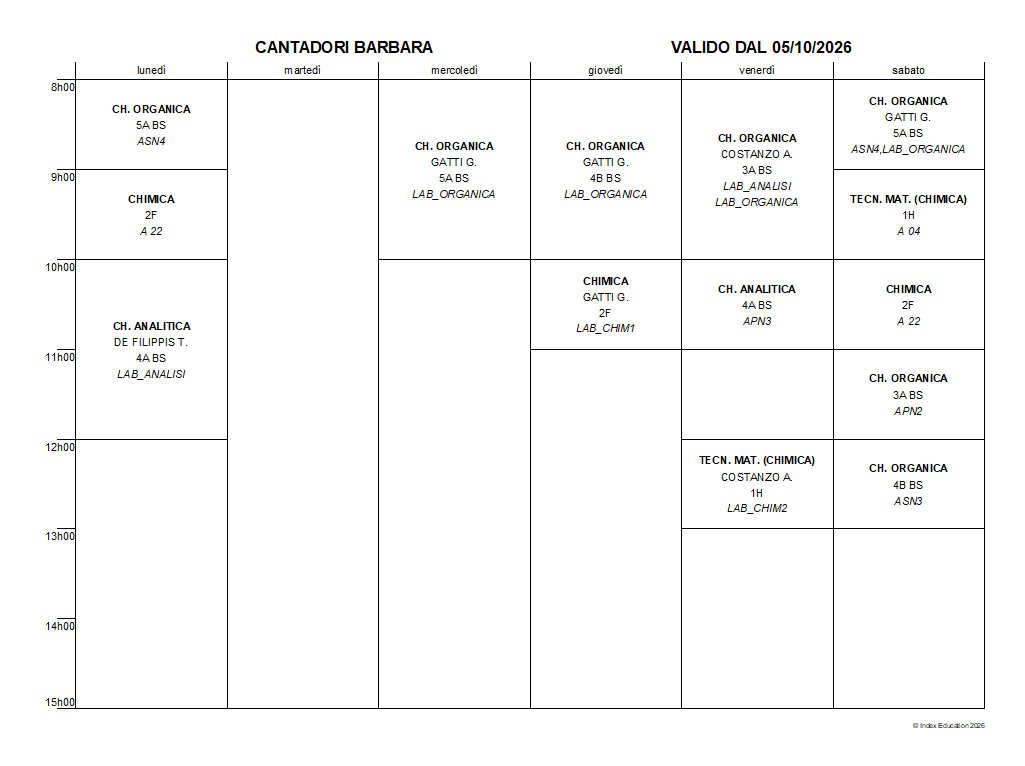 CANTADORI BARBARA
VALIDO DAL 05/10/2026
lunedì
martedì
mercoledì
giovedì
venerdì
sabato
8h00
9h00
10h00
11h00
12h00
13h00
14h00
15h00
CH. ORGANICA
5A BS
ASN4
CHIMICA
2F
A 22
CH. ANALITICA
DE FILIPPIS T.
4A BS
LAB_ANALISI
CH. ORGANICA
GATTI G.
5A BS
LAB_ORGANICA
CH. ORGANICA
GATTI G.
4B BS
LAB_ORGANICA
CHIMICA
GATTI G.
2F
LAB_CHIM1
CH. ORGANICA
COSTANZO A.
3A BS
LAB_ANALISI
LAB_ORGANICA
CH. ANALITICA
4A BS
APN3
TECN. MAT. (CHIMICA)
COSTANZO A.
1H
LAB_CHIM2
CH. ORGANICA
GATTI G.
5A BS
ASN4,LAB_ORGANICA
TECN. MAT. (CHIMICA)
1H
A 04
CHIMICA
2F
A 22
CH. ORGANICA
3A BS
APN2
CH. ORGANICA
4B BS
ASN3
© Index Education 2026